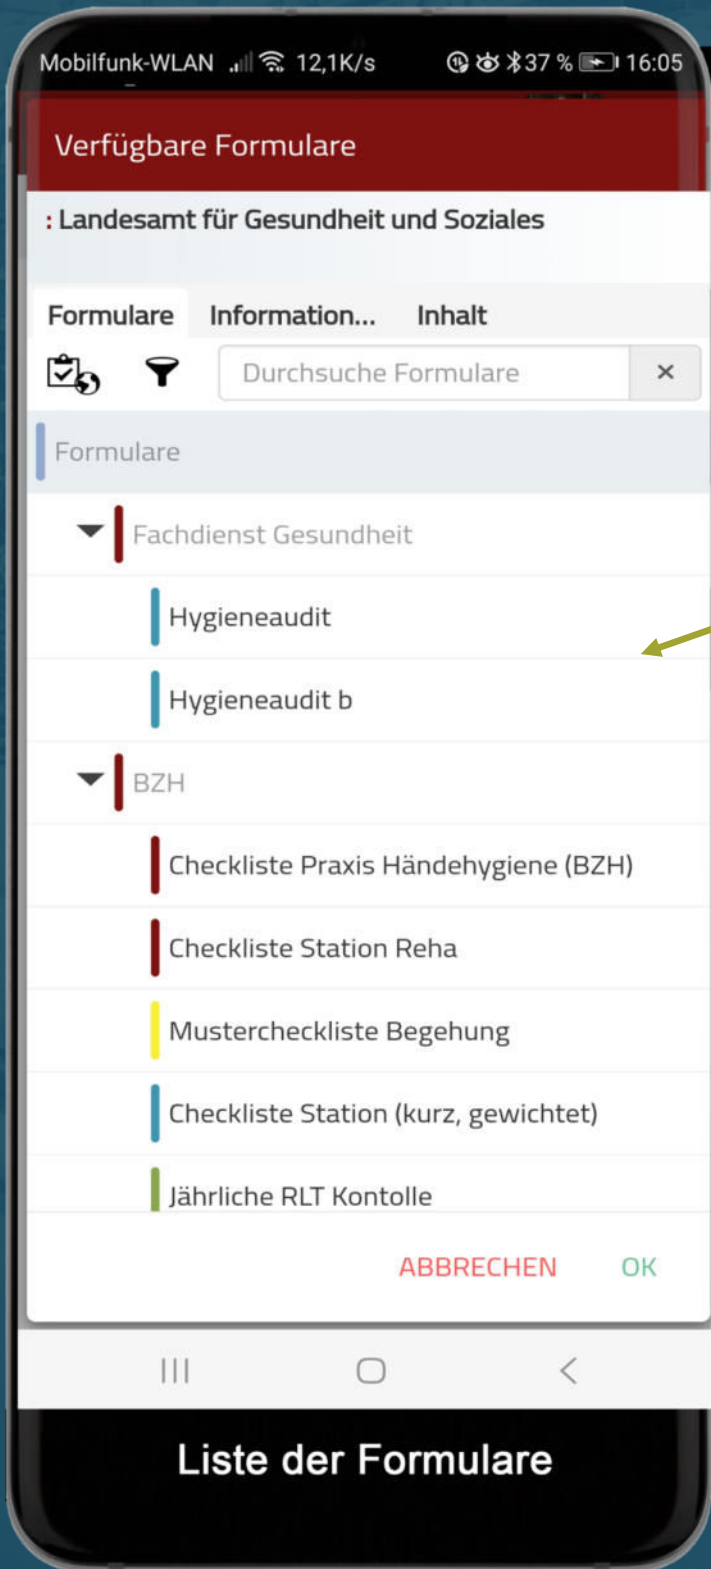 Mobilfunk-WLAN 12,1K/s 37 % 16:05
Verfügbare Formulare
: Landesamt für Gesundheit und Soziales
Formulare Information... Inhalt
Durchsuche Formulare ×
Formulare
Fachdienst Gesundheit
Hygieneaudit
Hygieneaudit b
BZH
Checkliste Praxis Händehygiene (BZH)
Checkliste Station Reha
Mustercheckliste Begehung
Checkliste Station (kurz, gewichtet)
Jährliche RLT Kontolle
ABBRECHEN OK
Liste der Formulare